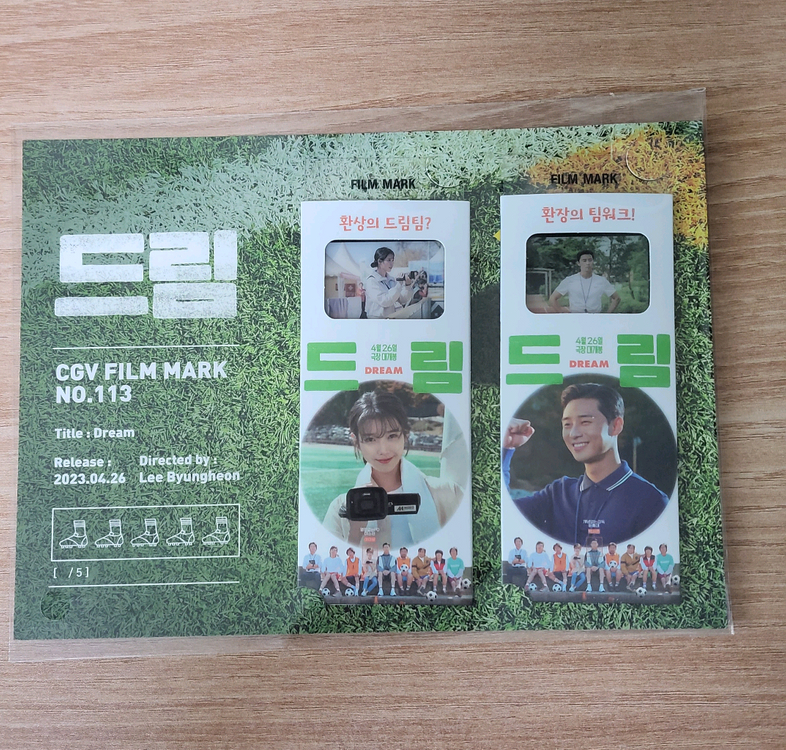 드림
CGV FILM MARK
NO.113
Title : Dream
Release :
2023.04.26
Directed by :
Lee Byungheon
[ /5]
FILM MARK
환상의 드림팀?
4월 26일
극장 대개봉
드림
DREAM
FILM MARK
환장의 팀워크!
4월 26일
극장 대개봉
드림
DREAM